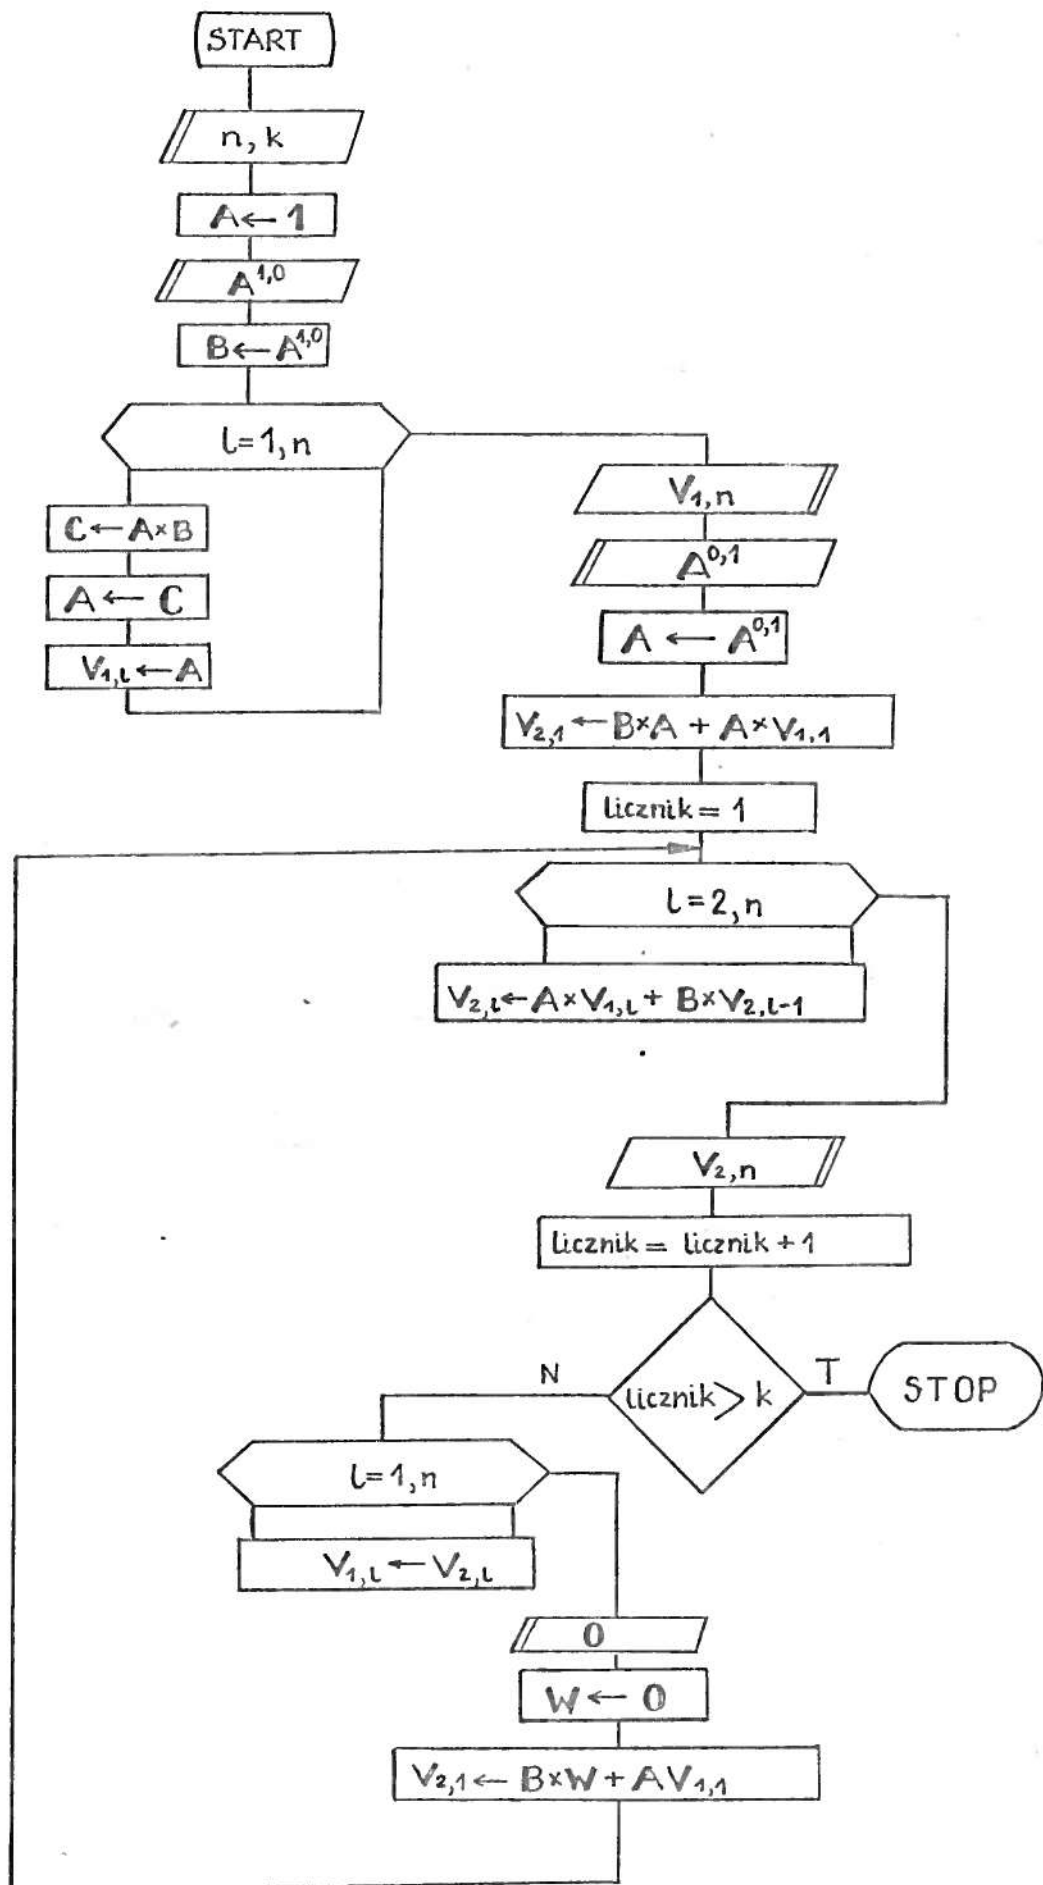 START
n, k
A ← 1
A^{1,0}
B ← A^{1,0}
l = 1, n
C ← A × B
A ← C
V_{1,l} ← A
V_{1,n}
A^{0,1}
A ← A^{0,1}
V_{2,1} ← B × A + A × V_{1,1}
licznik = 1
l = 2, n
V_{2,l} ← A × V_{1,l} + B × V_{2,l-1}
V_{2,n}
licznik = licznik + 1
licznik > k
N
T
STOP
l = 1, n
V_{1,l} ← V_{2,l}
0
W ← 0
V_{2,1} ← B × W + A V_{1,1}